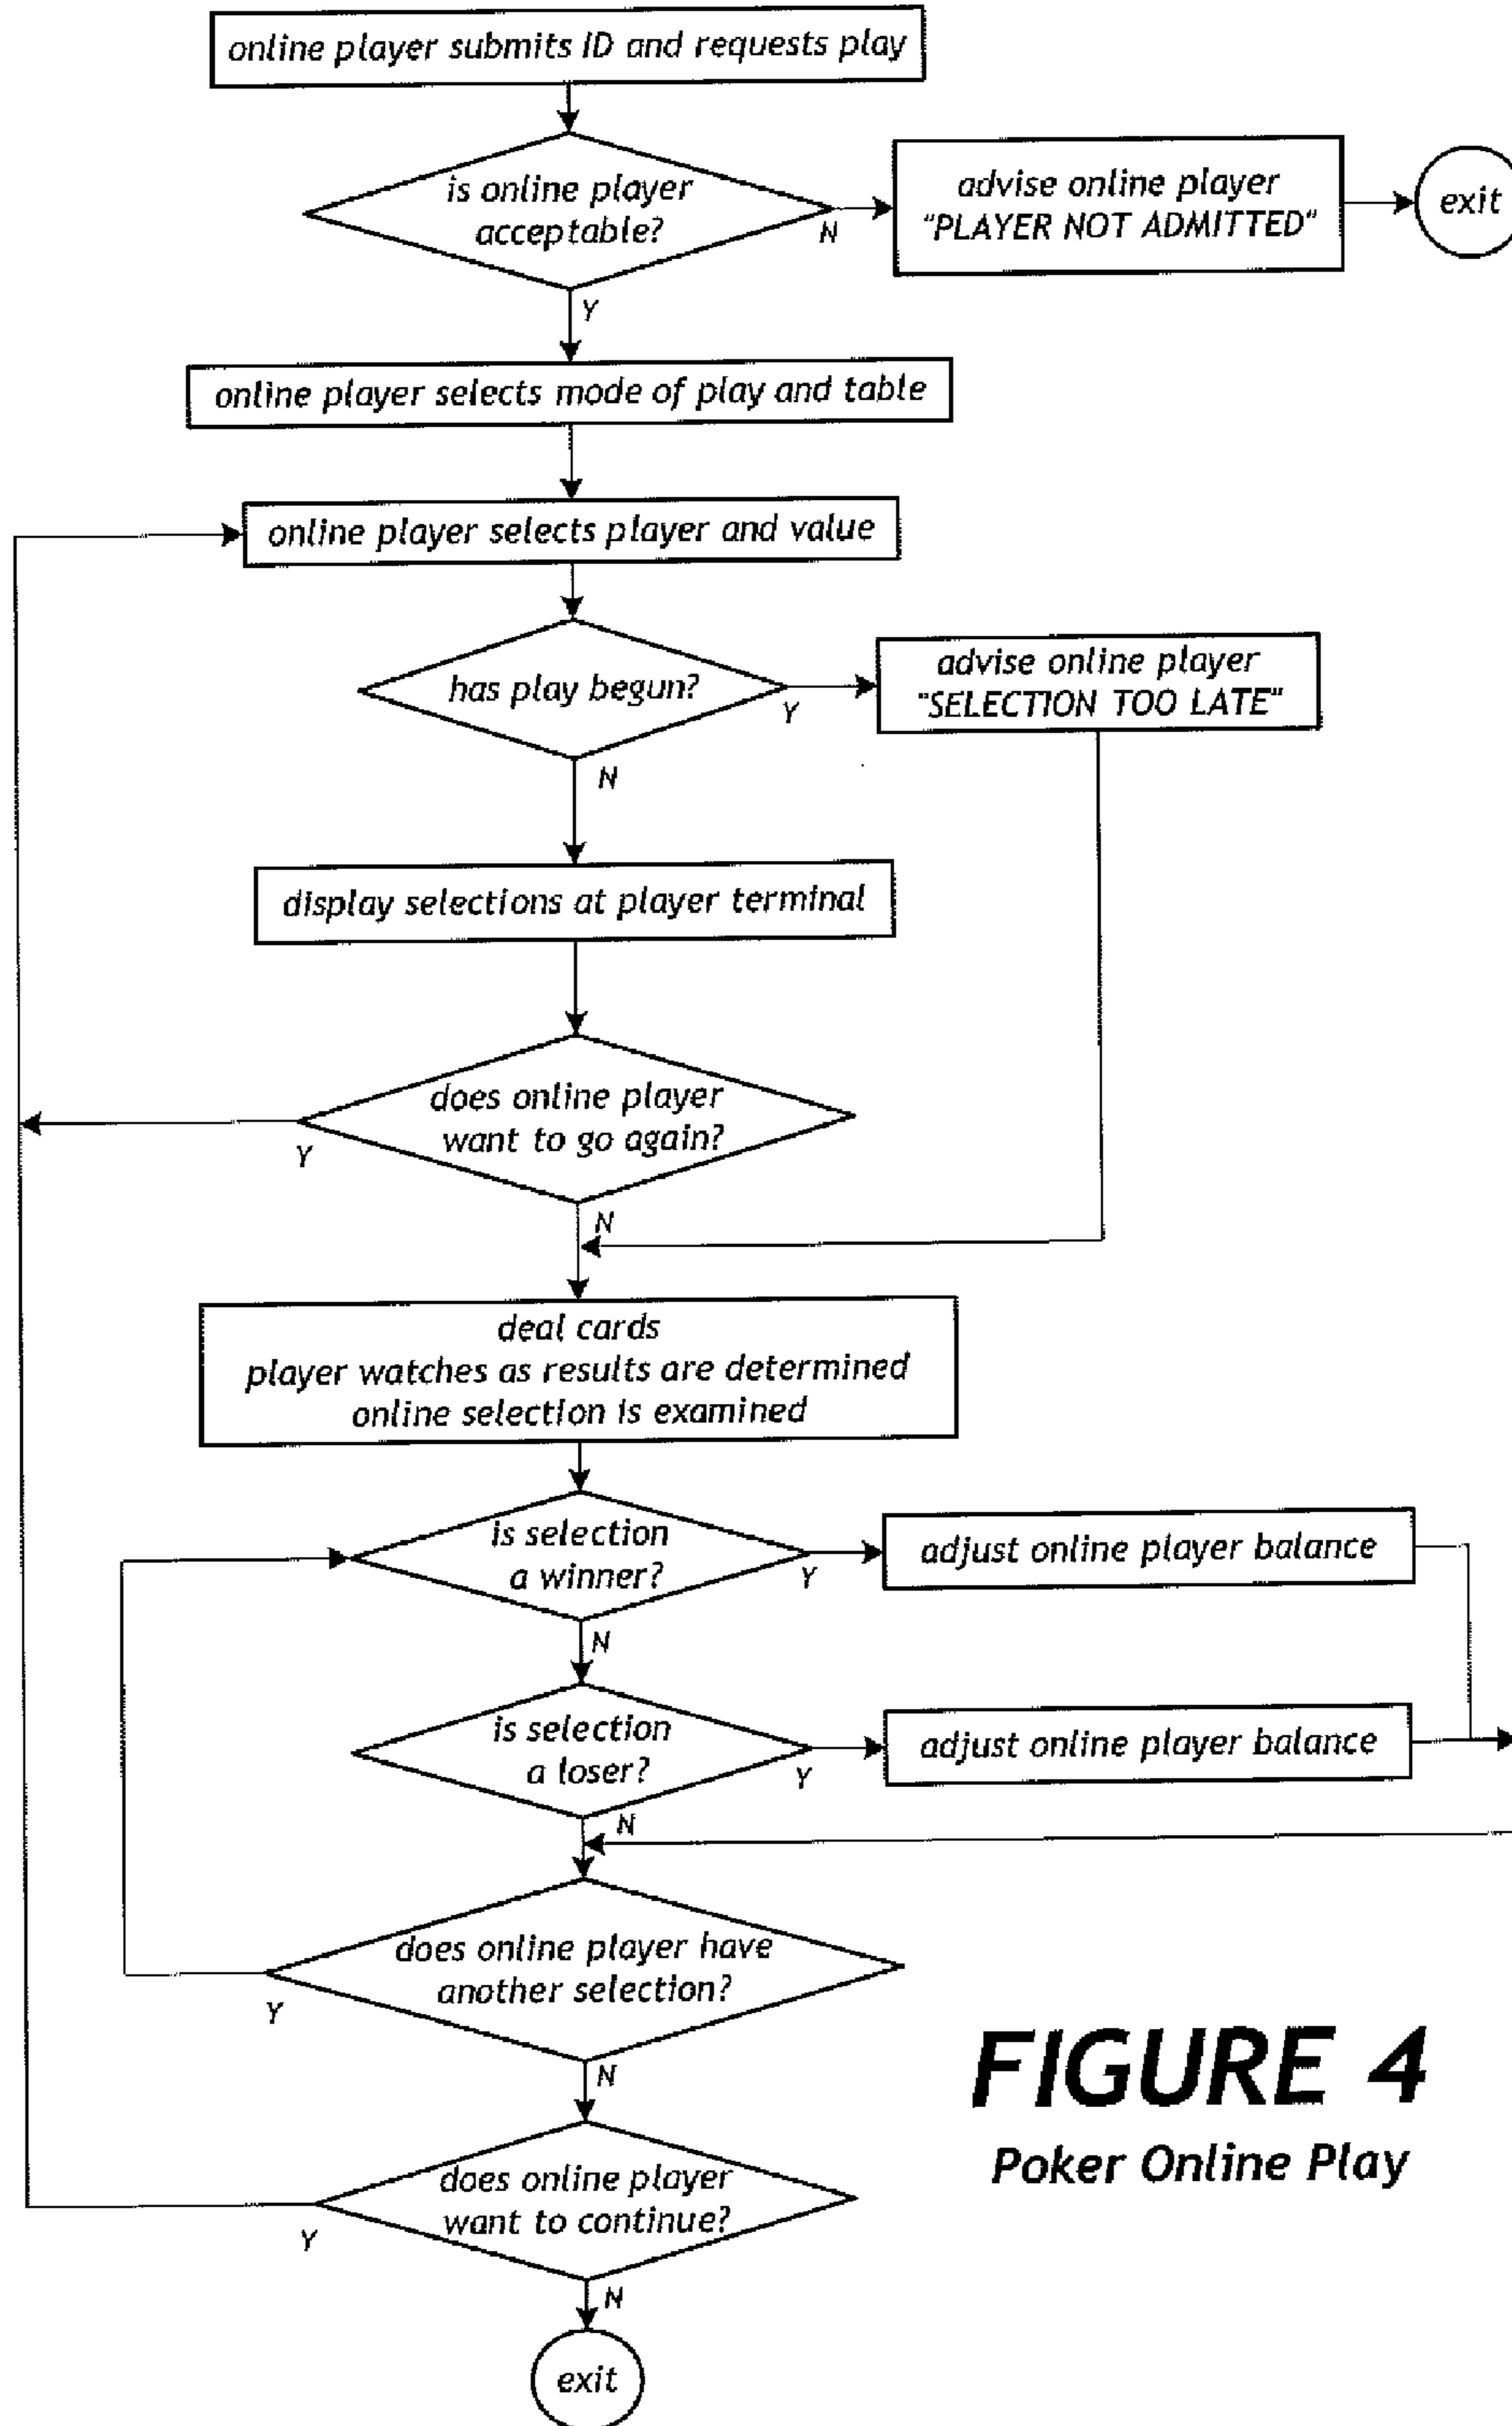 online player submits ID and requests play
is online player
acceptable?
N
advise online player
"PLAYER NOT ADMITTED"
exit
Y
online player selects mode of play and table
online player selects player and value
has play begun?
Y
advise online player
"SELECTION TOO LATE"
N
display selections at player terminal
does online player
want to go again?
Y
N
deal cards
player watches as results are determined
online selection is examined
is selection
a winner?
Y
adjust online player balance
N
is selection
a loser?
Y
adjust online player balance
N
does online player have
another selection?
Y
N
does online player
want to continue?
Y
N
exit
FIGURE 4
Poker Online Play